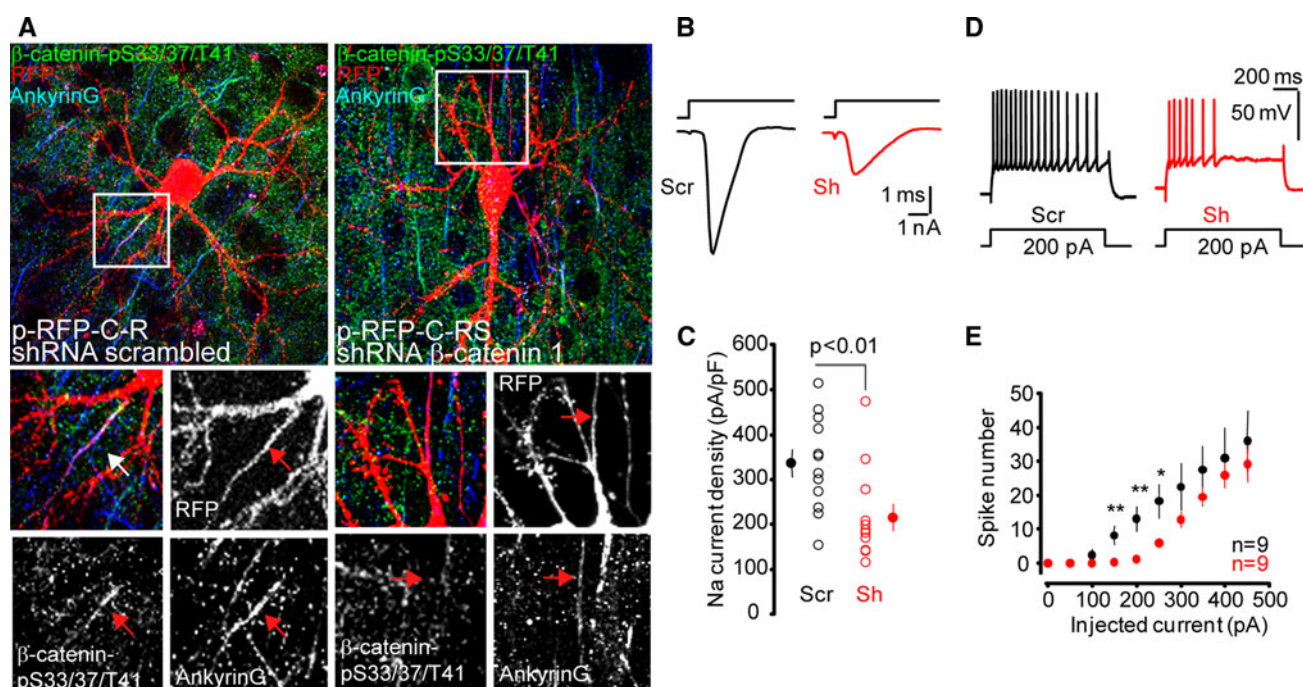 A
β-catenin-pS33/37/T41
RFP
AnkyrinG
p-RFP-C-R
shRNA scrambled
β-catenin-pS33/37/T41
RFP
AnkyrinG
p-RFP-C-RS
shRNA β-catenin 1
RFP
RFP
β-catenin-
pS33/37/T41
AnkyrinG
β-catenin-
pS33/37/T41
AnkyrinG
B
Scr
Sh
1 ms
1 nA
C
p<0.01
Na current density (pA/pF)
600
500
400
300
200
100
0
Scr
Sh
D
200 ms
50 mV
Scr
Sh
200 pA
200 pA
E
Spike number
50
40
30
20
10
0
**
**
*
n=9
n=9
0 100 200 300 400 500
Injected current (pA)